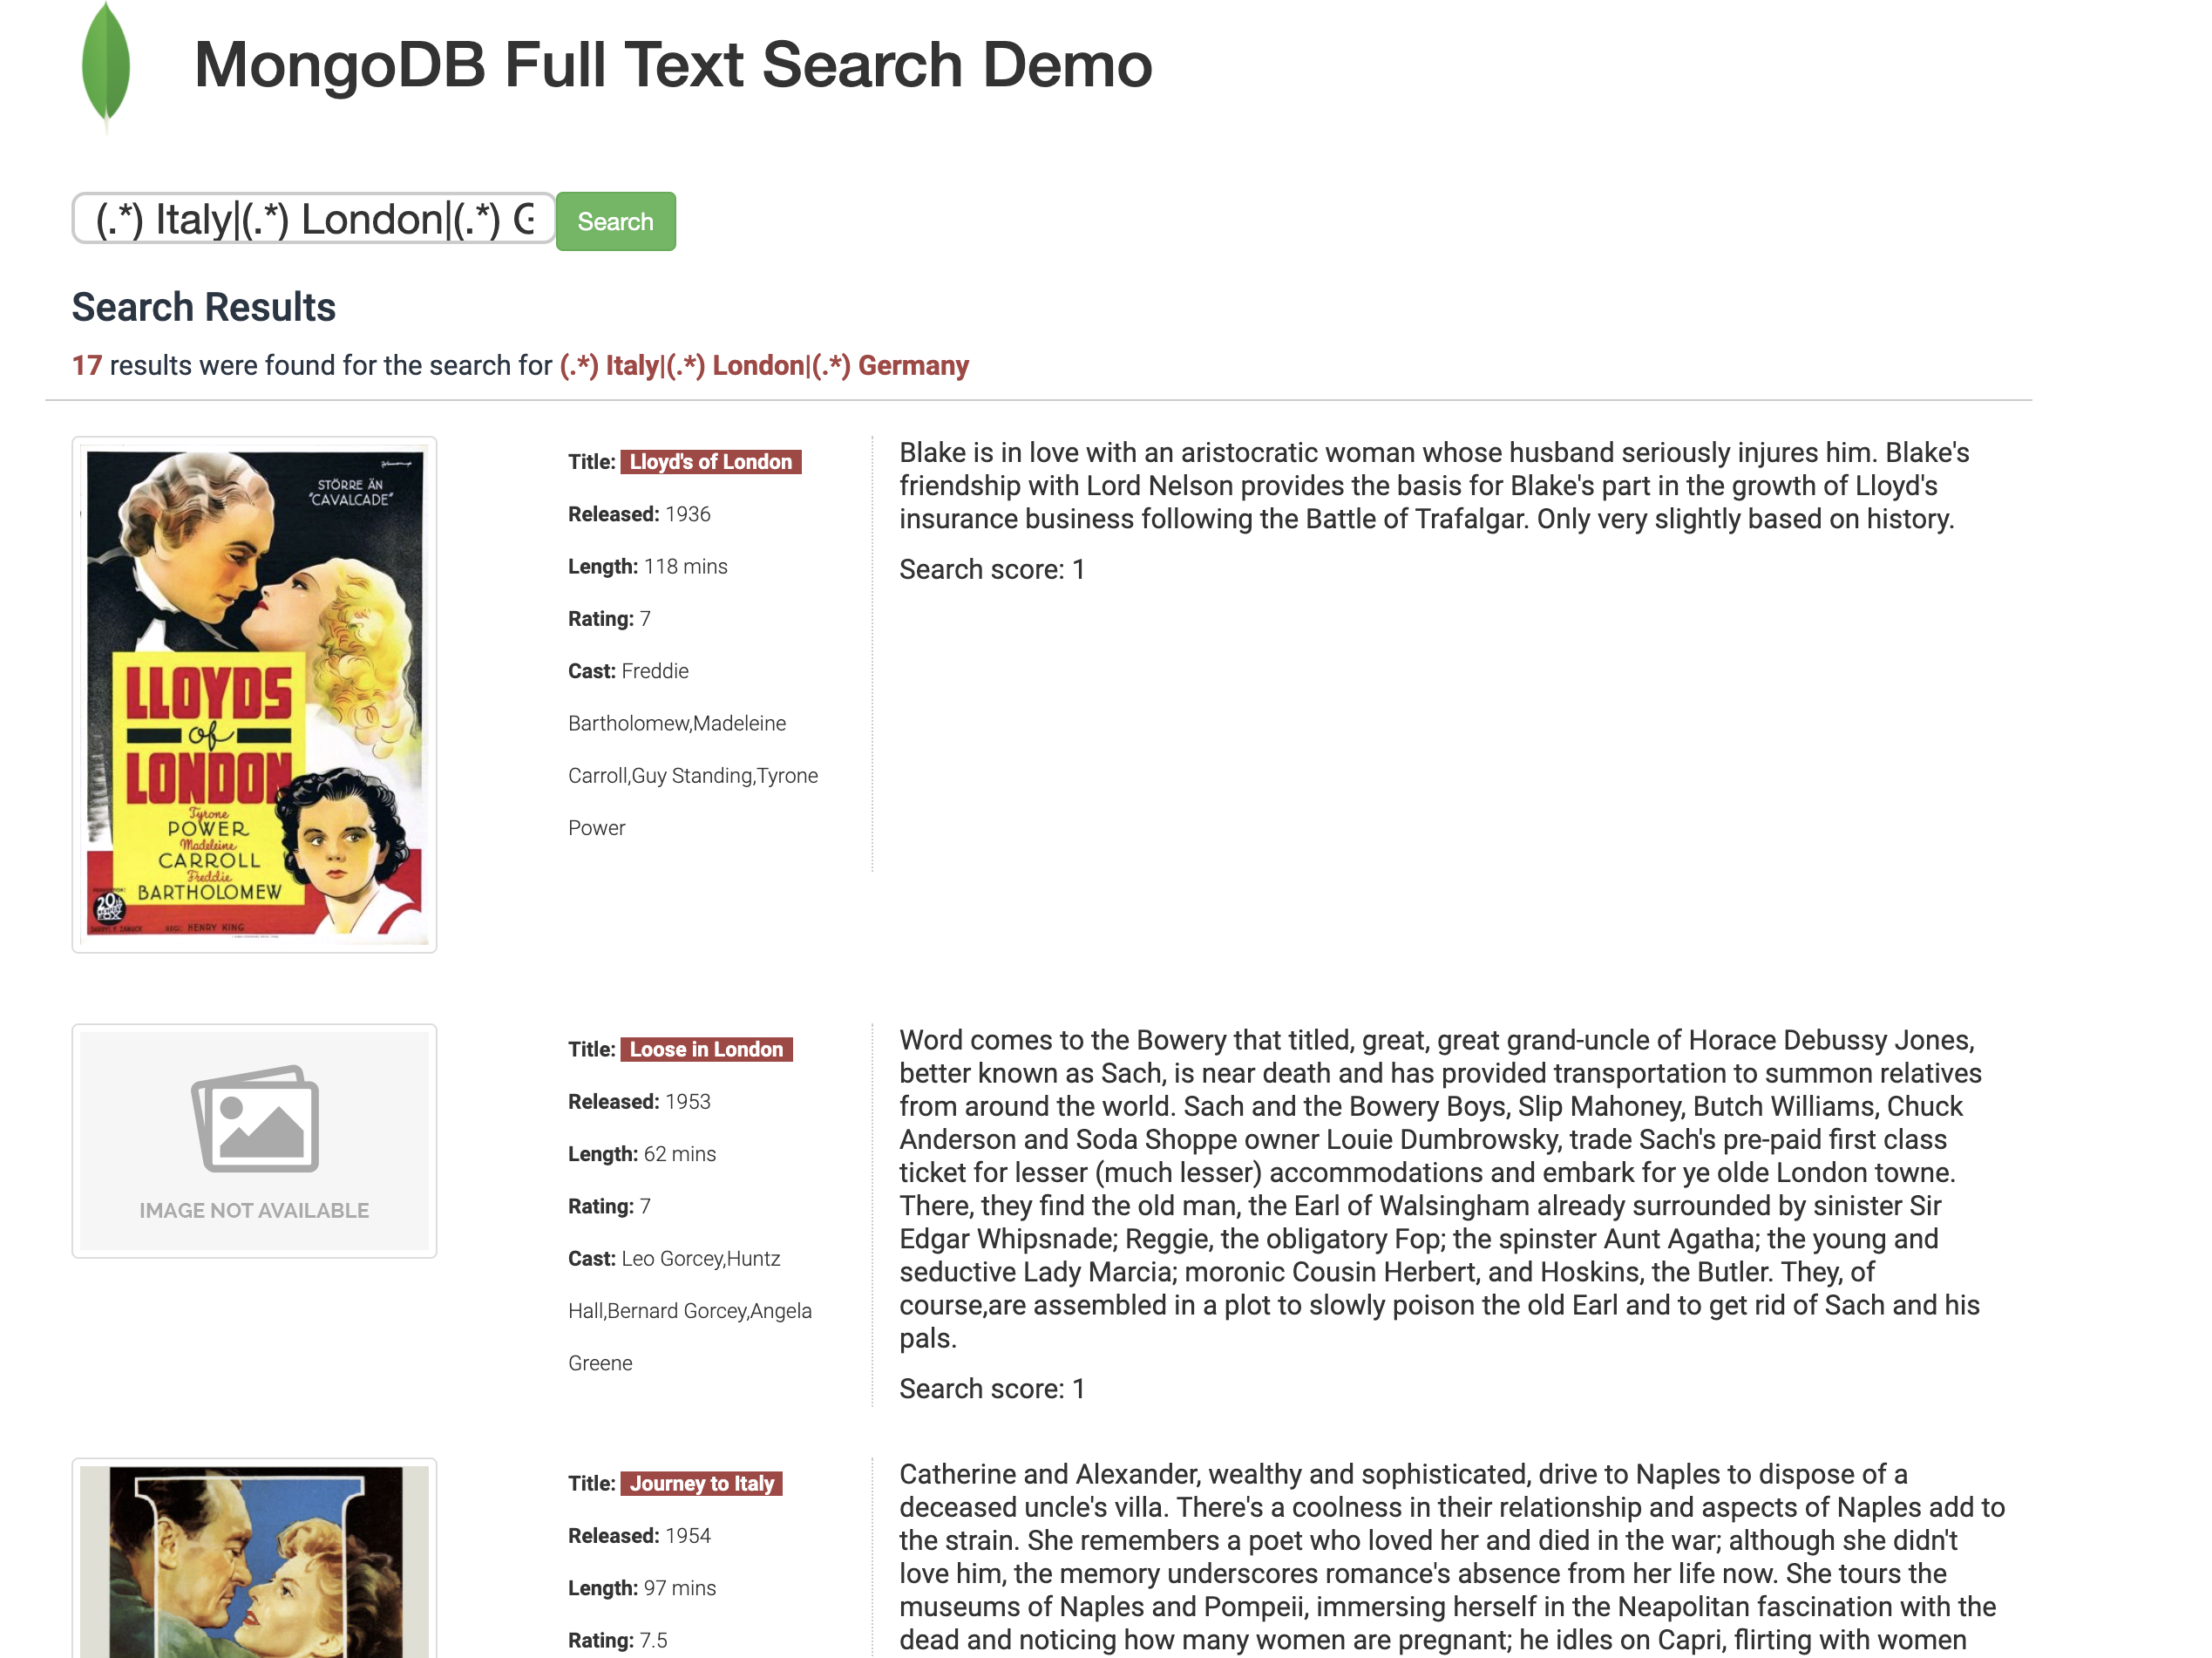 MongoDB Full Text Search Demo
(.*) Italy|(.*) London|(.*) G
Search
Search Results
17 results were found for the search for (.*) Italy|(.*) London|(.*) Germany
STÖRRE ÄN
"CAVALCADE"
LLOYDS
of
LONDON
Tyrone
POWER
Madeleine
CARROLL
Freddie
BARTHOLOMEW
REGI: HENRY KING
Title: Lloyd's of London
Released: 1936
Length: 118 mins
Rating: 7
Cast: Freddie
Bartholomew,Madeleine
Carroll,Guy Standing,Tyrone
Power
Blake is in love with an aristocratic woman whose husband seriously injures him. Blake's
friendship with Lord Nelson provides the basis for Blake's part in the growth of Lloyd's
insurance business following the Battle of Trafalgar. Only very slightly based on history.
Search score: 1
IMAGE NOT AVAILABLE
Title: Loose in London
Released: 1953
Length: 62 mins
Rating: 7
Cast: Leo Gorcey,Huntz
Hall,Bernard Gorcey,Angela
Greene
Word comes to the Bowery that titled, great, great grand-uncle of Horace Debussy Jones,
better known as Sach, is near death and has provided transportation to summon relatives
from around the world. Sach and the Bowery Boys, Slip Mahoney, Butch Williams, Chuck
Anderson and Soda Shoppe owner Louie Dumbrowsky, trade Sach's pre-paid first class
ticket for lesser (much lesser) accommodations and embark for ye olde London towne.
There, they find the old man, the Earl of Walsingham already surrounded by sinister Sir
Edgar Whipsnade; Reggie, the obligatory Fop; the spinster Aunt Agatha; the young and
seductive Lady Marcia; moronic Cousin Herbert, and Hoskins, the Butler. They, of
course,are assembled in a plot to slowly poison the old Earl and to get rid of Sach and his
pals.
Search score: 1
Title: Journey to Italy
Released: 1954
Length: 97 mins
Rating: 7.5
Catherine and Alexander, wealthy and sophisticated, drive to Naples to dispose of a
deceased uncle's villa. There's a coolness in their relationship and aspects of Naples add to
the strain. She remembers a poet who loved her and died in the war; although she didn't
love him, the memory underscores romance's absence from her life now. She tours the
museums of Naples and Pompeii, immersing herself in the Neapolitan fascination with the
dead and noticing how many women are pregnant; he idles on Capri, flirting with women